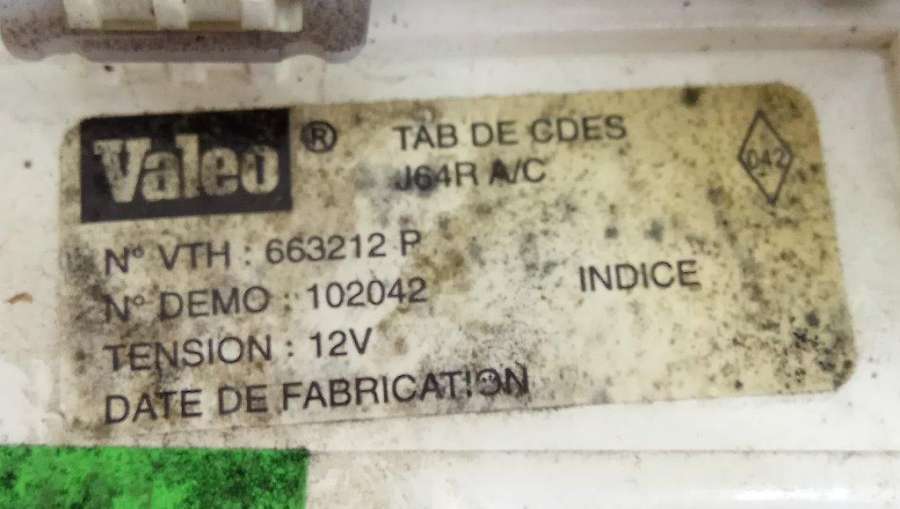 Valeo ®
TAB DE CDES
J64R A/C
042
N° VTH : 663212 P
N° DEMO : 102042
INDICE
TENSION : 12V
DATE DE FABRICATION